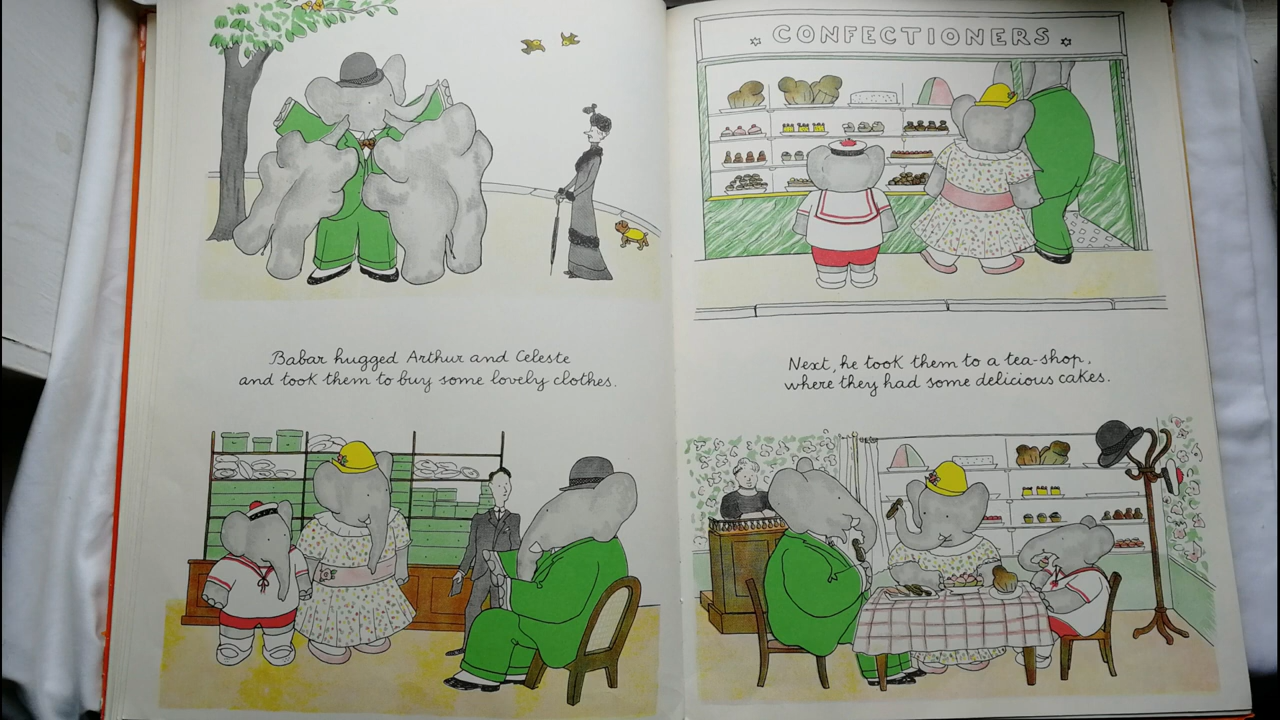 Babar hugged Arthur and Celeste
and took them to buy some lovely clothes.
☆ CONFECTIONERS ☆
Next, he took them to a tea-shop,
where they had some delicious cakes.